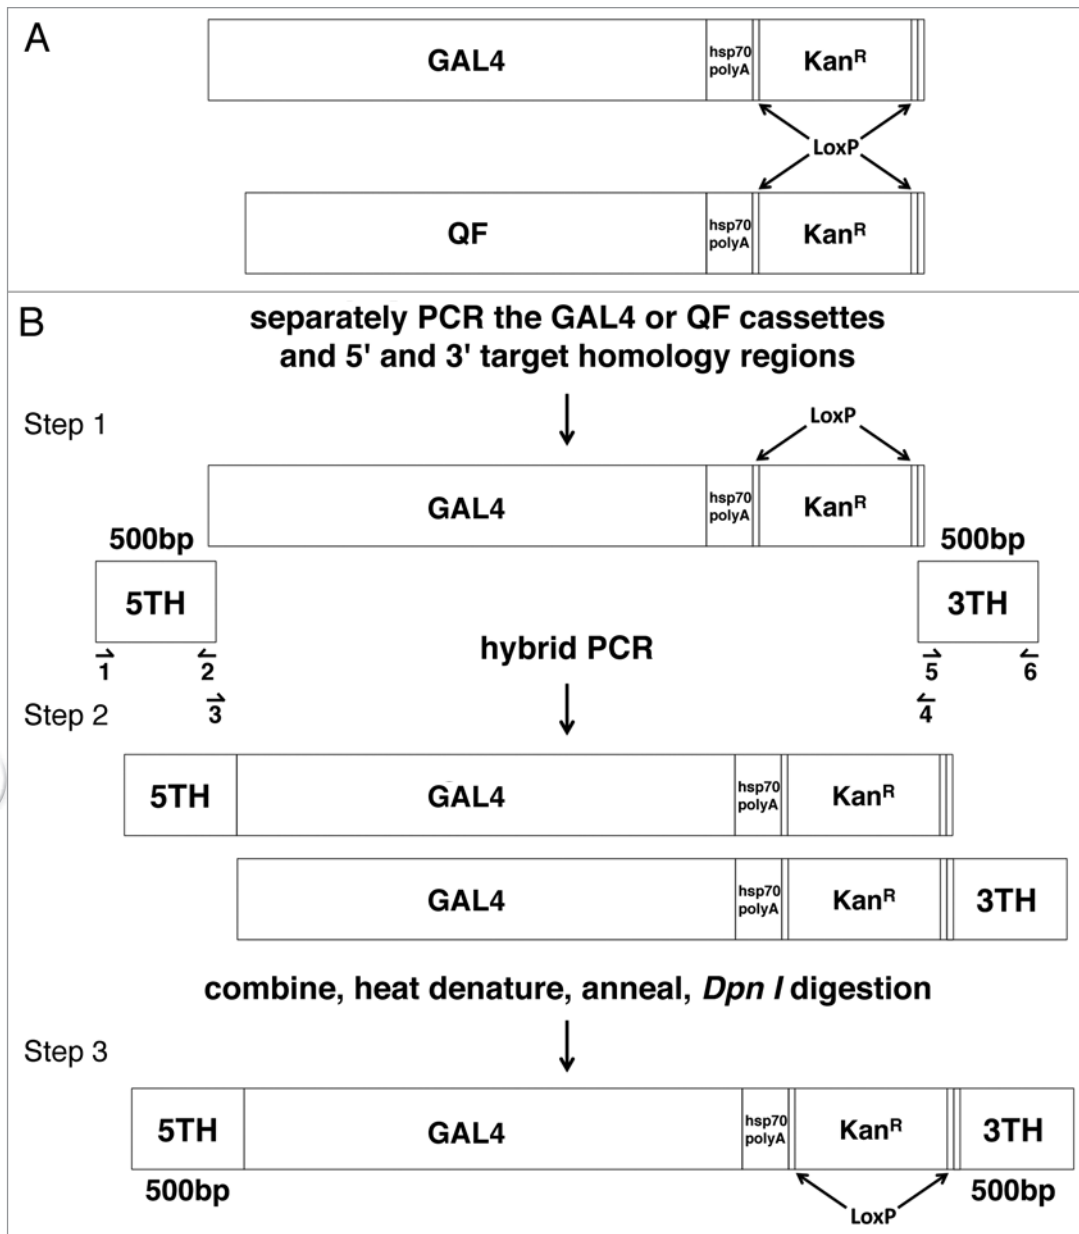 A
GAL4
hsp70
polyA
Kanᴿ
LoxP
QF
hsp70
polyA
Kanᴿ
B
separately PCR the GAL4 or QF cassettes
and 5' and 3' target homology regions
Step 1
LoxP
GAL4
hsp70
polyA
Kanᴿ
500bp
500bp
5TH
3TH
hybrid PCR
1
2
5
6
3
4
Step 2
5TH
GAL4
hsp70
polyA
Kanᴿ
GAL4
hsp70
polyA
Kanᴿ
3TH
combine, heat denature, anneal, Dpn I digestion
Step 3
5TH
GAL4
hsp70
polyA
Kanᴿ
3TH
500bp
500bp
LoxP